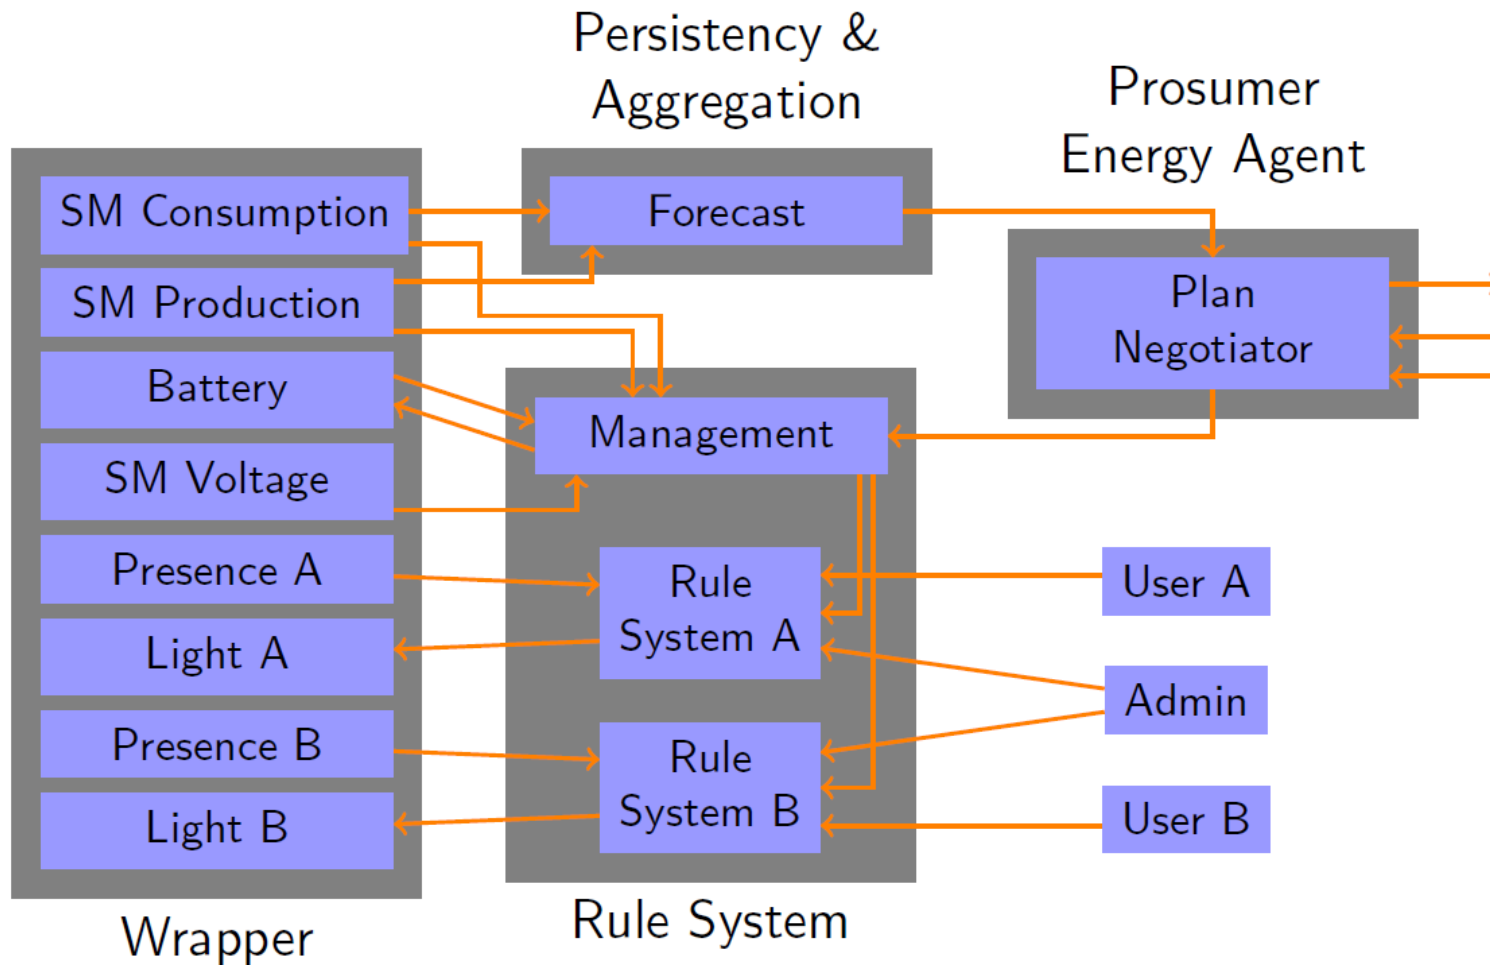 Persistency &
Aggregation
Prosumer
Energy Agent
SM Consumption
Forecast
SM Production
Plan
Negotiator
Battery
Management
SM Voltage
Presence A
Rule
System A
User A
Light A
Admin
Presence B
Rule
System B
Light B
User B
Wrapper
Rule System